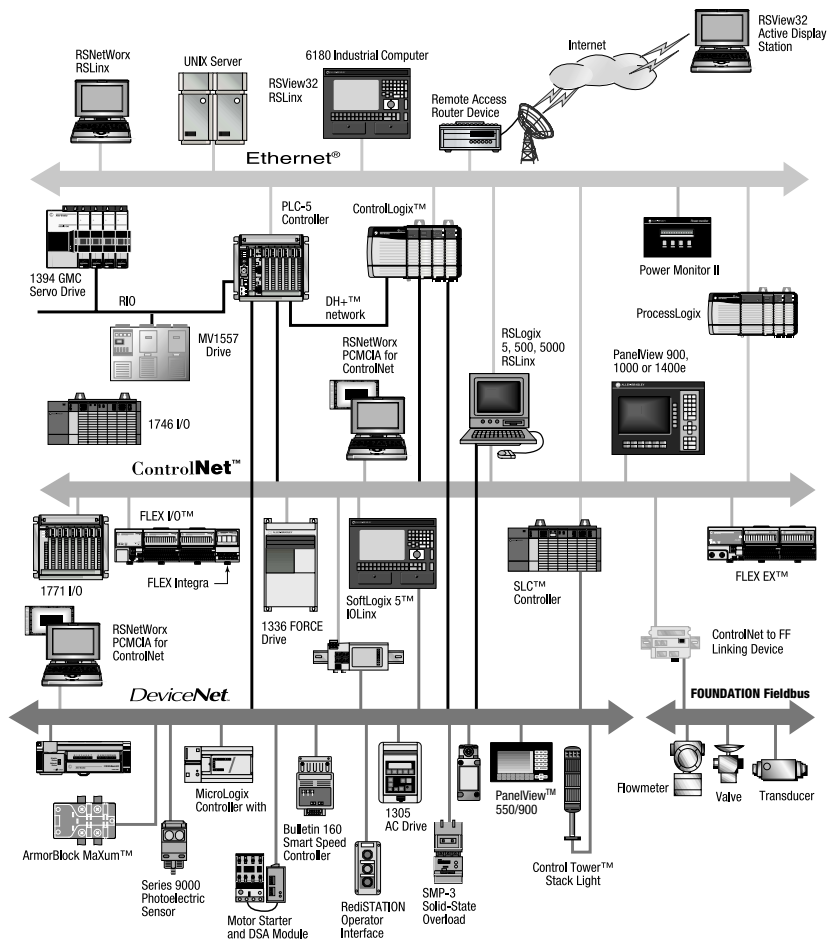 RSView32
Active Display
Station
Internet
RSNetWorx
RSLinx
UNIX Server
6180 Industrial Computer
RSView32
RSLinx
Remote Access
Router Device
Ethernet®
PLC-5
Controller
ControlLogix™
1394 GMC
Servo Drive
RIO
DH+™
network
Power Monitor II
MV1557
Drive
RSNetWorx
PCMCIA for
ControlNet
RSLogix
5, 500, 5000
RSLinx
ProcessLogix
PanelView 900,
1000 or 1400e
1746 I/O
ControlNet™
FLEX I/O™
FLEX Integra
1771 I/O
1336 FORCE
Drive
SoftLogix 5™
IOLinx
SLC™
Controller
FLEX EX™
RSNetWorx
PCMCIA for
ControlNet
ControlNet to FF
Linking Device
DeviceNet™
FOUNDATION Fieldbus
MicroLogix
Controller with
Bulletin 160
Smart Speed
Controller
1305
AC Drive
PanelView™
550/900
Flowmeter
Valve
Transducer
ArmorBlock MaXum™
Series 9000
Photoelectric
Sensor
Motor Starter
and DSA Module
RediSTATION
Operator
Interface
SMP-3
Solid-State
Overload
Control Tower™
Stack Light